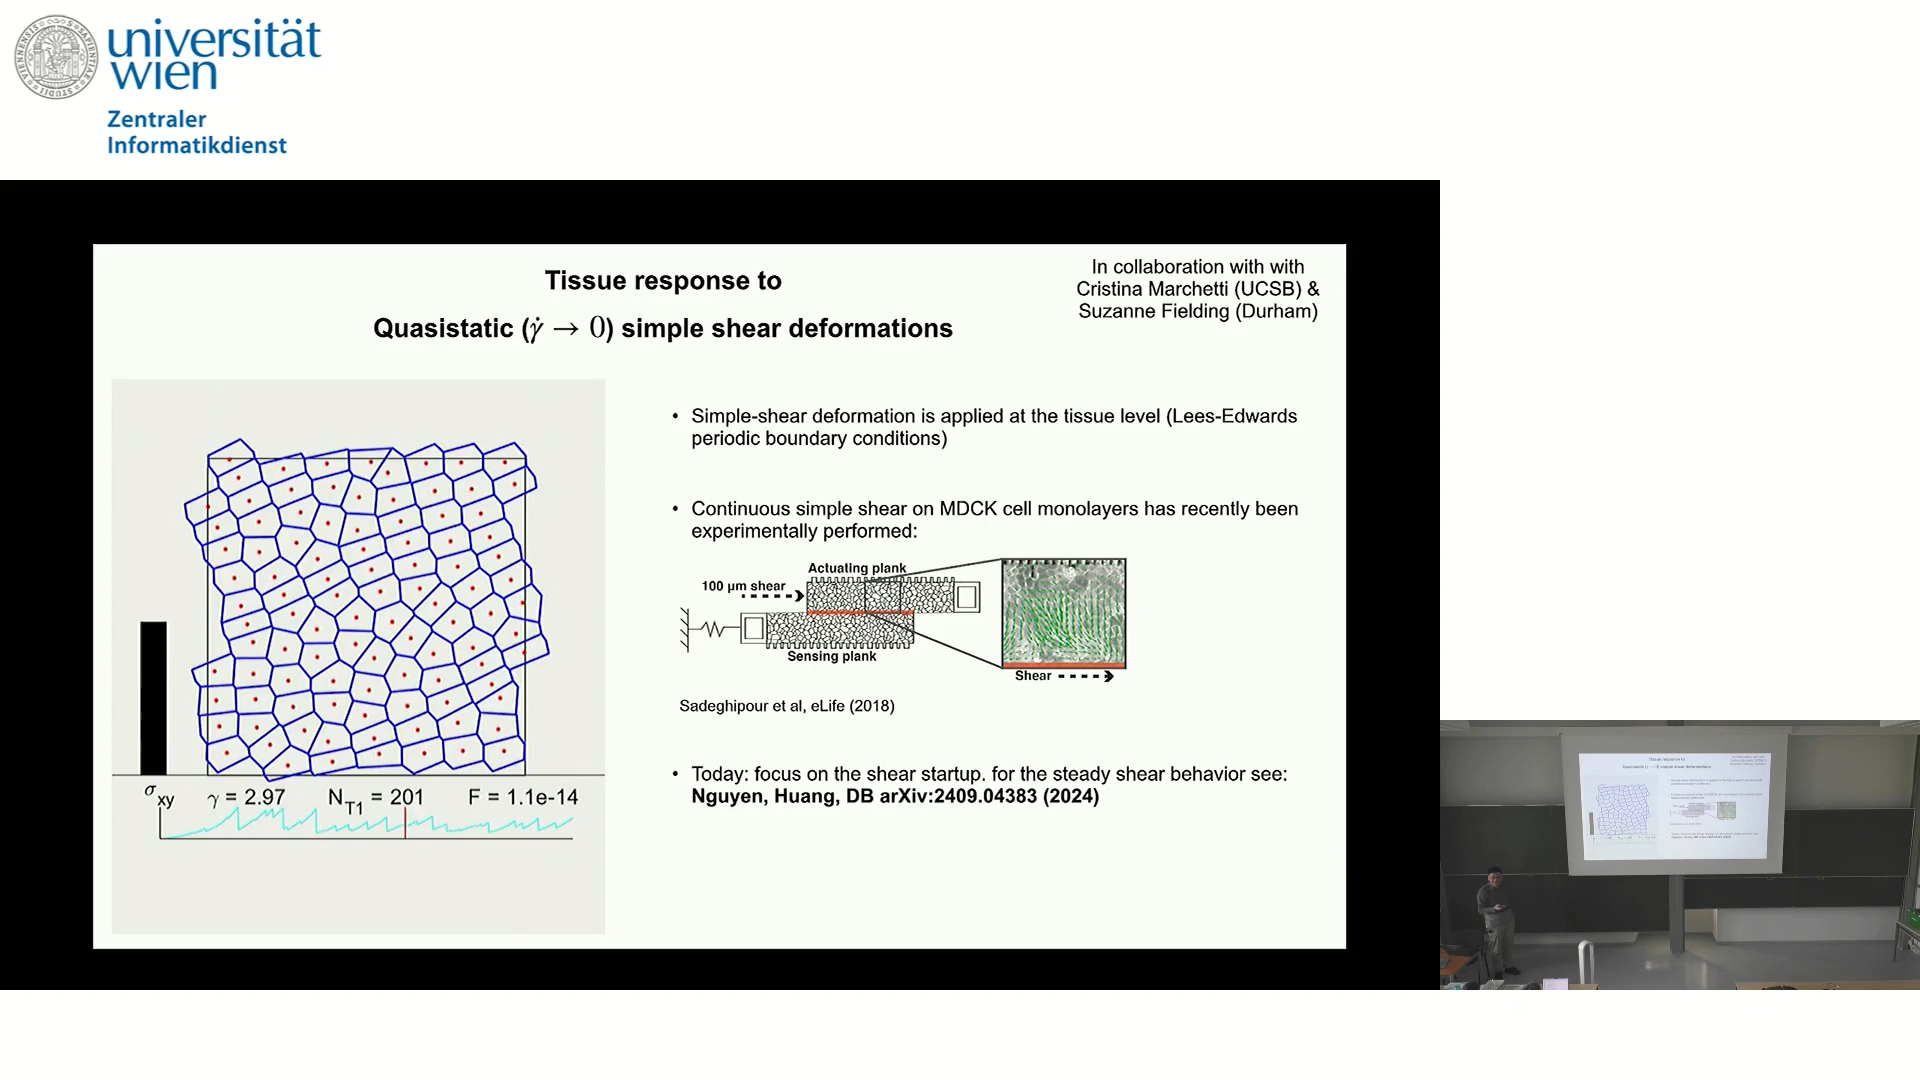 universität
wien
Zentraler
Informatikdienst
Tissue response to
Quasistatic (γ̇ → 0) simple shear deformations
In collaboration with with
Cristina Marchetti (UCSB) &
Suzanne Fielding (Durham)
• Simple-shear deformation is applied at the tissue level (Lees-Edwards
periodic boundary conditions)
• Continuous simple shear on MDCK cell monolayers has recently been
experimentally performed:
Actuating plank
100 µm shear
Sensing plank
Shear
Sadeghipour et al, eLife (2018)
• Today: focus on the shear startup. for the steady shear behavior see:
Nguyen, Huang, DB arXiv:2409.04383 (2024)
σxy γ = 2.97 NT1 = 201 F = 1.1e-14